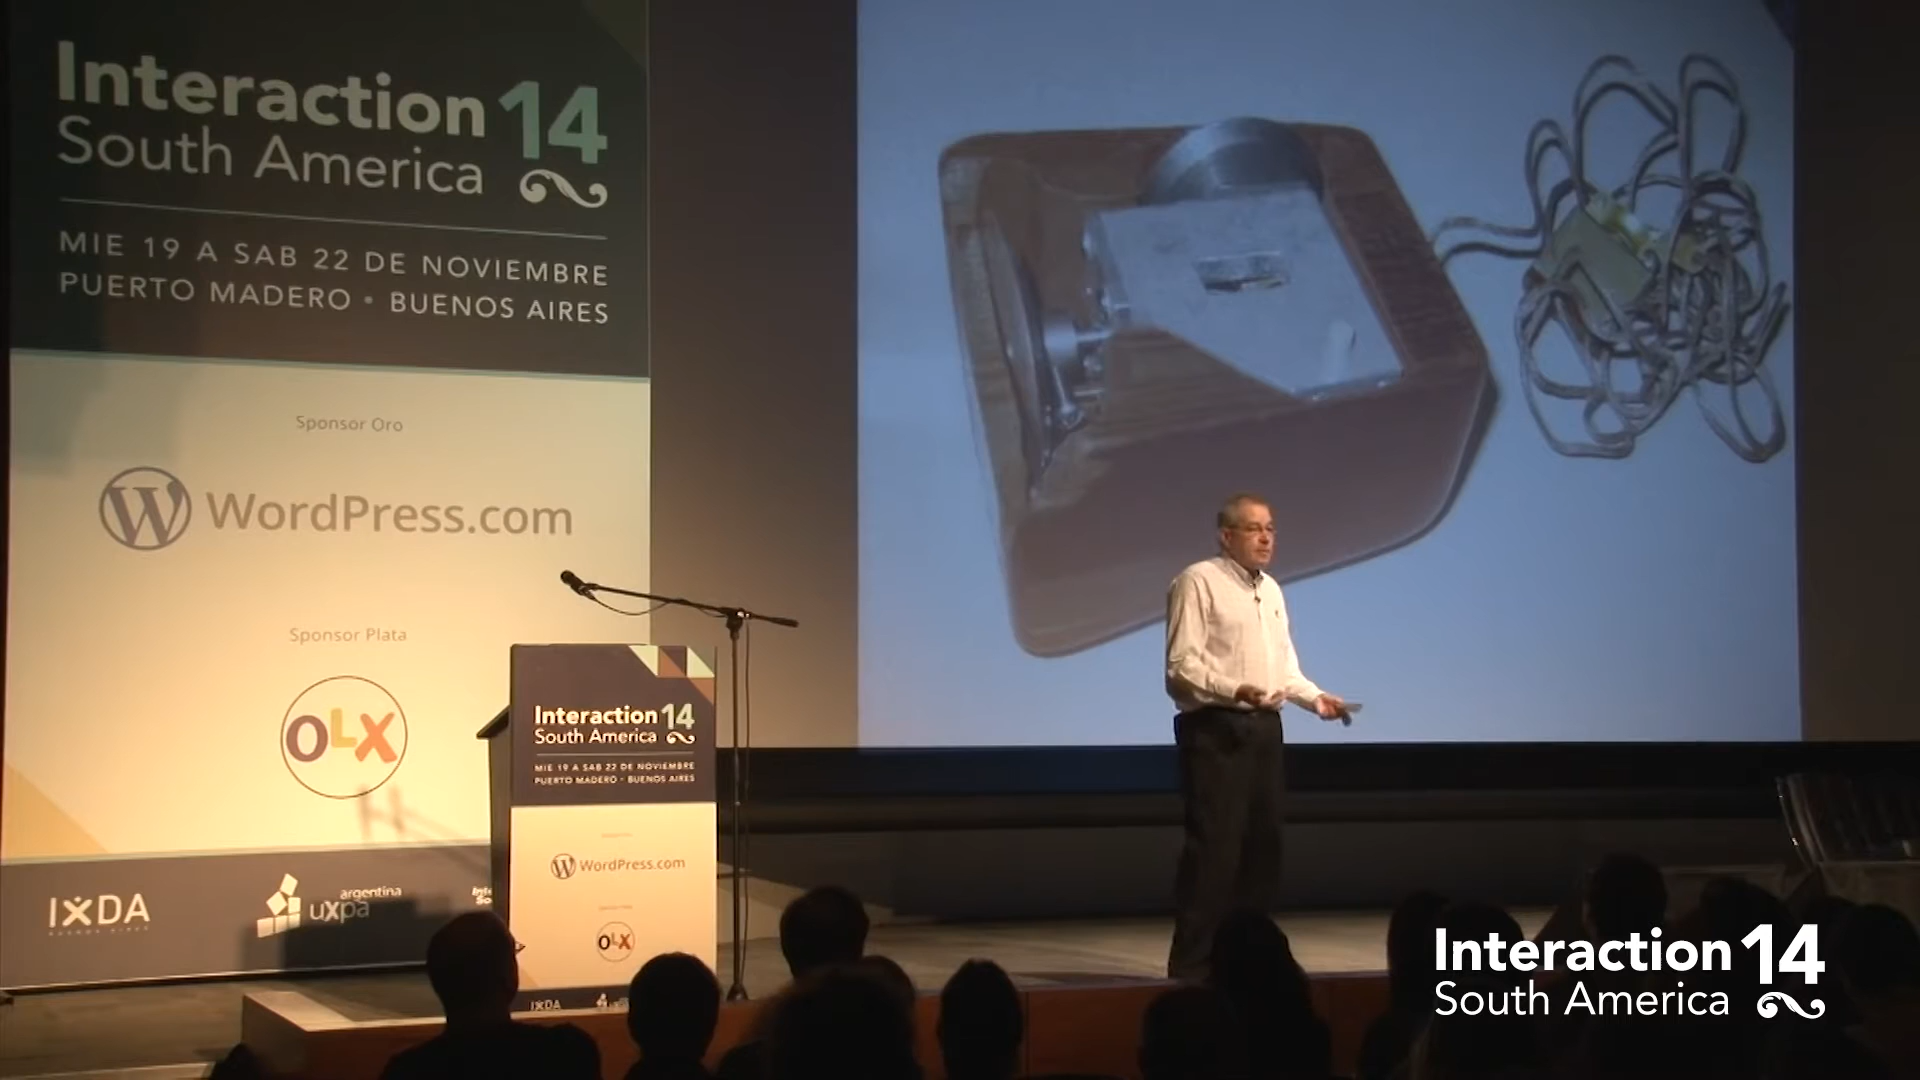 Interaction 14
South America
MIE 19 A SAB 22 DE NOVIEMBRE
PUERTO MADERO • BUENOS AIRES
Sponsor Oro
WordPress.com
Sponsor Plata
OLX
IXDA
BUENOS AIRES
argentina
uxpa
Interaction 14
South America
MIE 19 A SAB 22 DE NOVIEMBRE
PUERTO MADERO • BUENOS AIRES
WordPress.com
OLX
IXDA
Interaction 14
South America